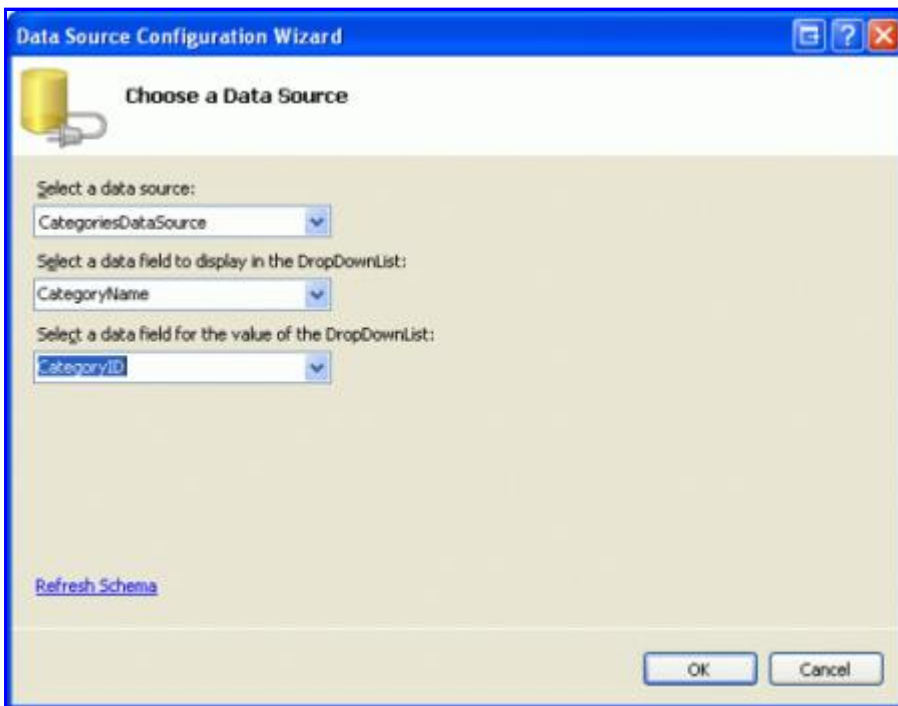 Data Source Configuration Wizard
Choose a Data Source
Select a data source:
CategoriesDataSource
Select a data field to display in the DropDownList:
CategoryName
Select a data field for the value of the DropDownList:
CategoryID
Refresh Schema
OK
Cancel